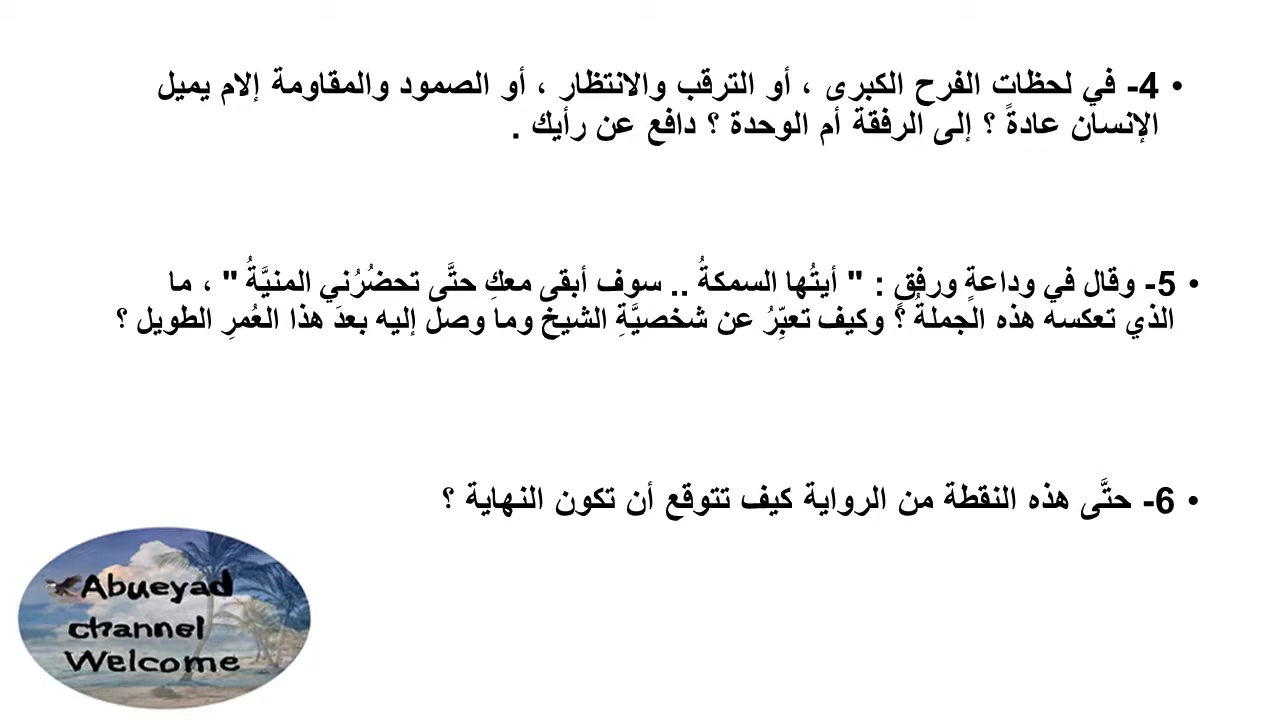 • 4- في لحظات الفرح الكبرى ، أو الترقب والانتظار ، أو الصمود والمقاومة إلام يميل
الإنسان عادةً ؟ إلى الرفقة أم الوحدة ؟ دافع عن رأيك .
• 5- وقال في وداعةٍ ورفقٍ : " أيتُها السمكةُ .. سوف أبقى معكِ حتَّى تحضُرُني المنيَّةُ " ، ما
الذي تعكسه هذه الجملةُ ؟ وكيف تعبِّرُ عن شخصيَّةِ الشيخ وما وصل إليه بعدَ هذا العُمرِ الطويل ؟
• 6- حتَّى هذه النقطة من الرواية كيف تتوقع أن تكون النهاية ؟
Abueyad
channel
Welcome